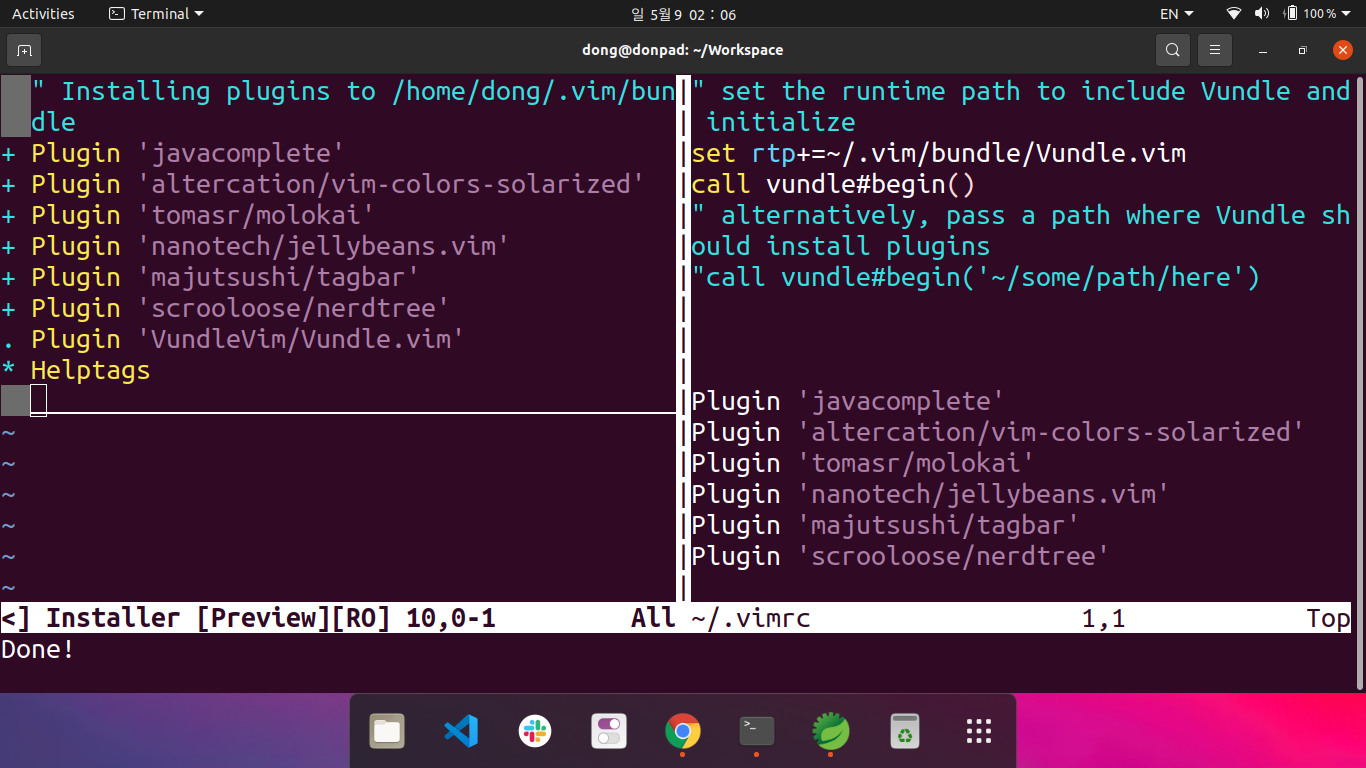 Activities Terminal 일 5월 9 02 : 06 EN 100 %
dong@donpad: ~/Workspace
" Installing plugins to /home/dong/.vim/bun
dle
+ Plugin 'javacomplete'
+ Plugin 'altercation/vim-colors-solarized'
+ Plugin 'tomasr/molokai'
+ Plugin 'nanotech/jellybeans.vim'
+ Plugin 'majutsushi/tagbar'
+ Plugin 'scrooloose/nerdtree'
. Plugin 'VundleVim/Vundle.vim'
* Helptags
~
~
~
~
~
~
<] Installer [Preview][RO] 10,0-1 All
" set the runtime path to include Vundle and
initialize
set rtp+=~/.vim/bundle/Vundle.vim
call vundle#begin()
" alternatively, pass a path where Vundle sh
ould install plugins
"call vundle#begin('~/some/path/here')
Plugin 'javacomplete'
Plugin 'altercation/vim-colors-solarized'
Plugin 'tomasr/molokai'
Plugin 'nanotech/jellybeans.vim'
Plugin 'majutsushi/tagbar'
Plugin 'scrooloose/nerdtree'
~/.vimrc 1,1 Top
Done!